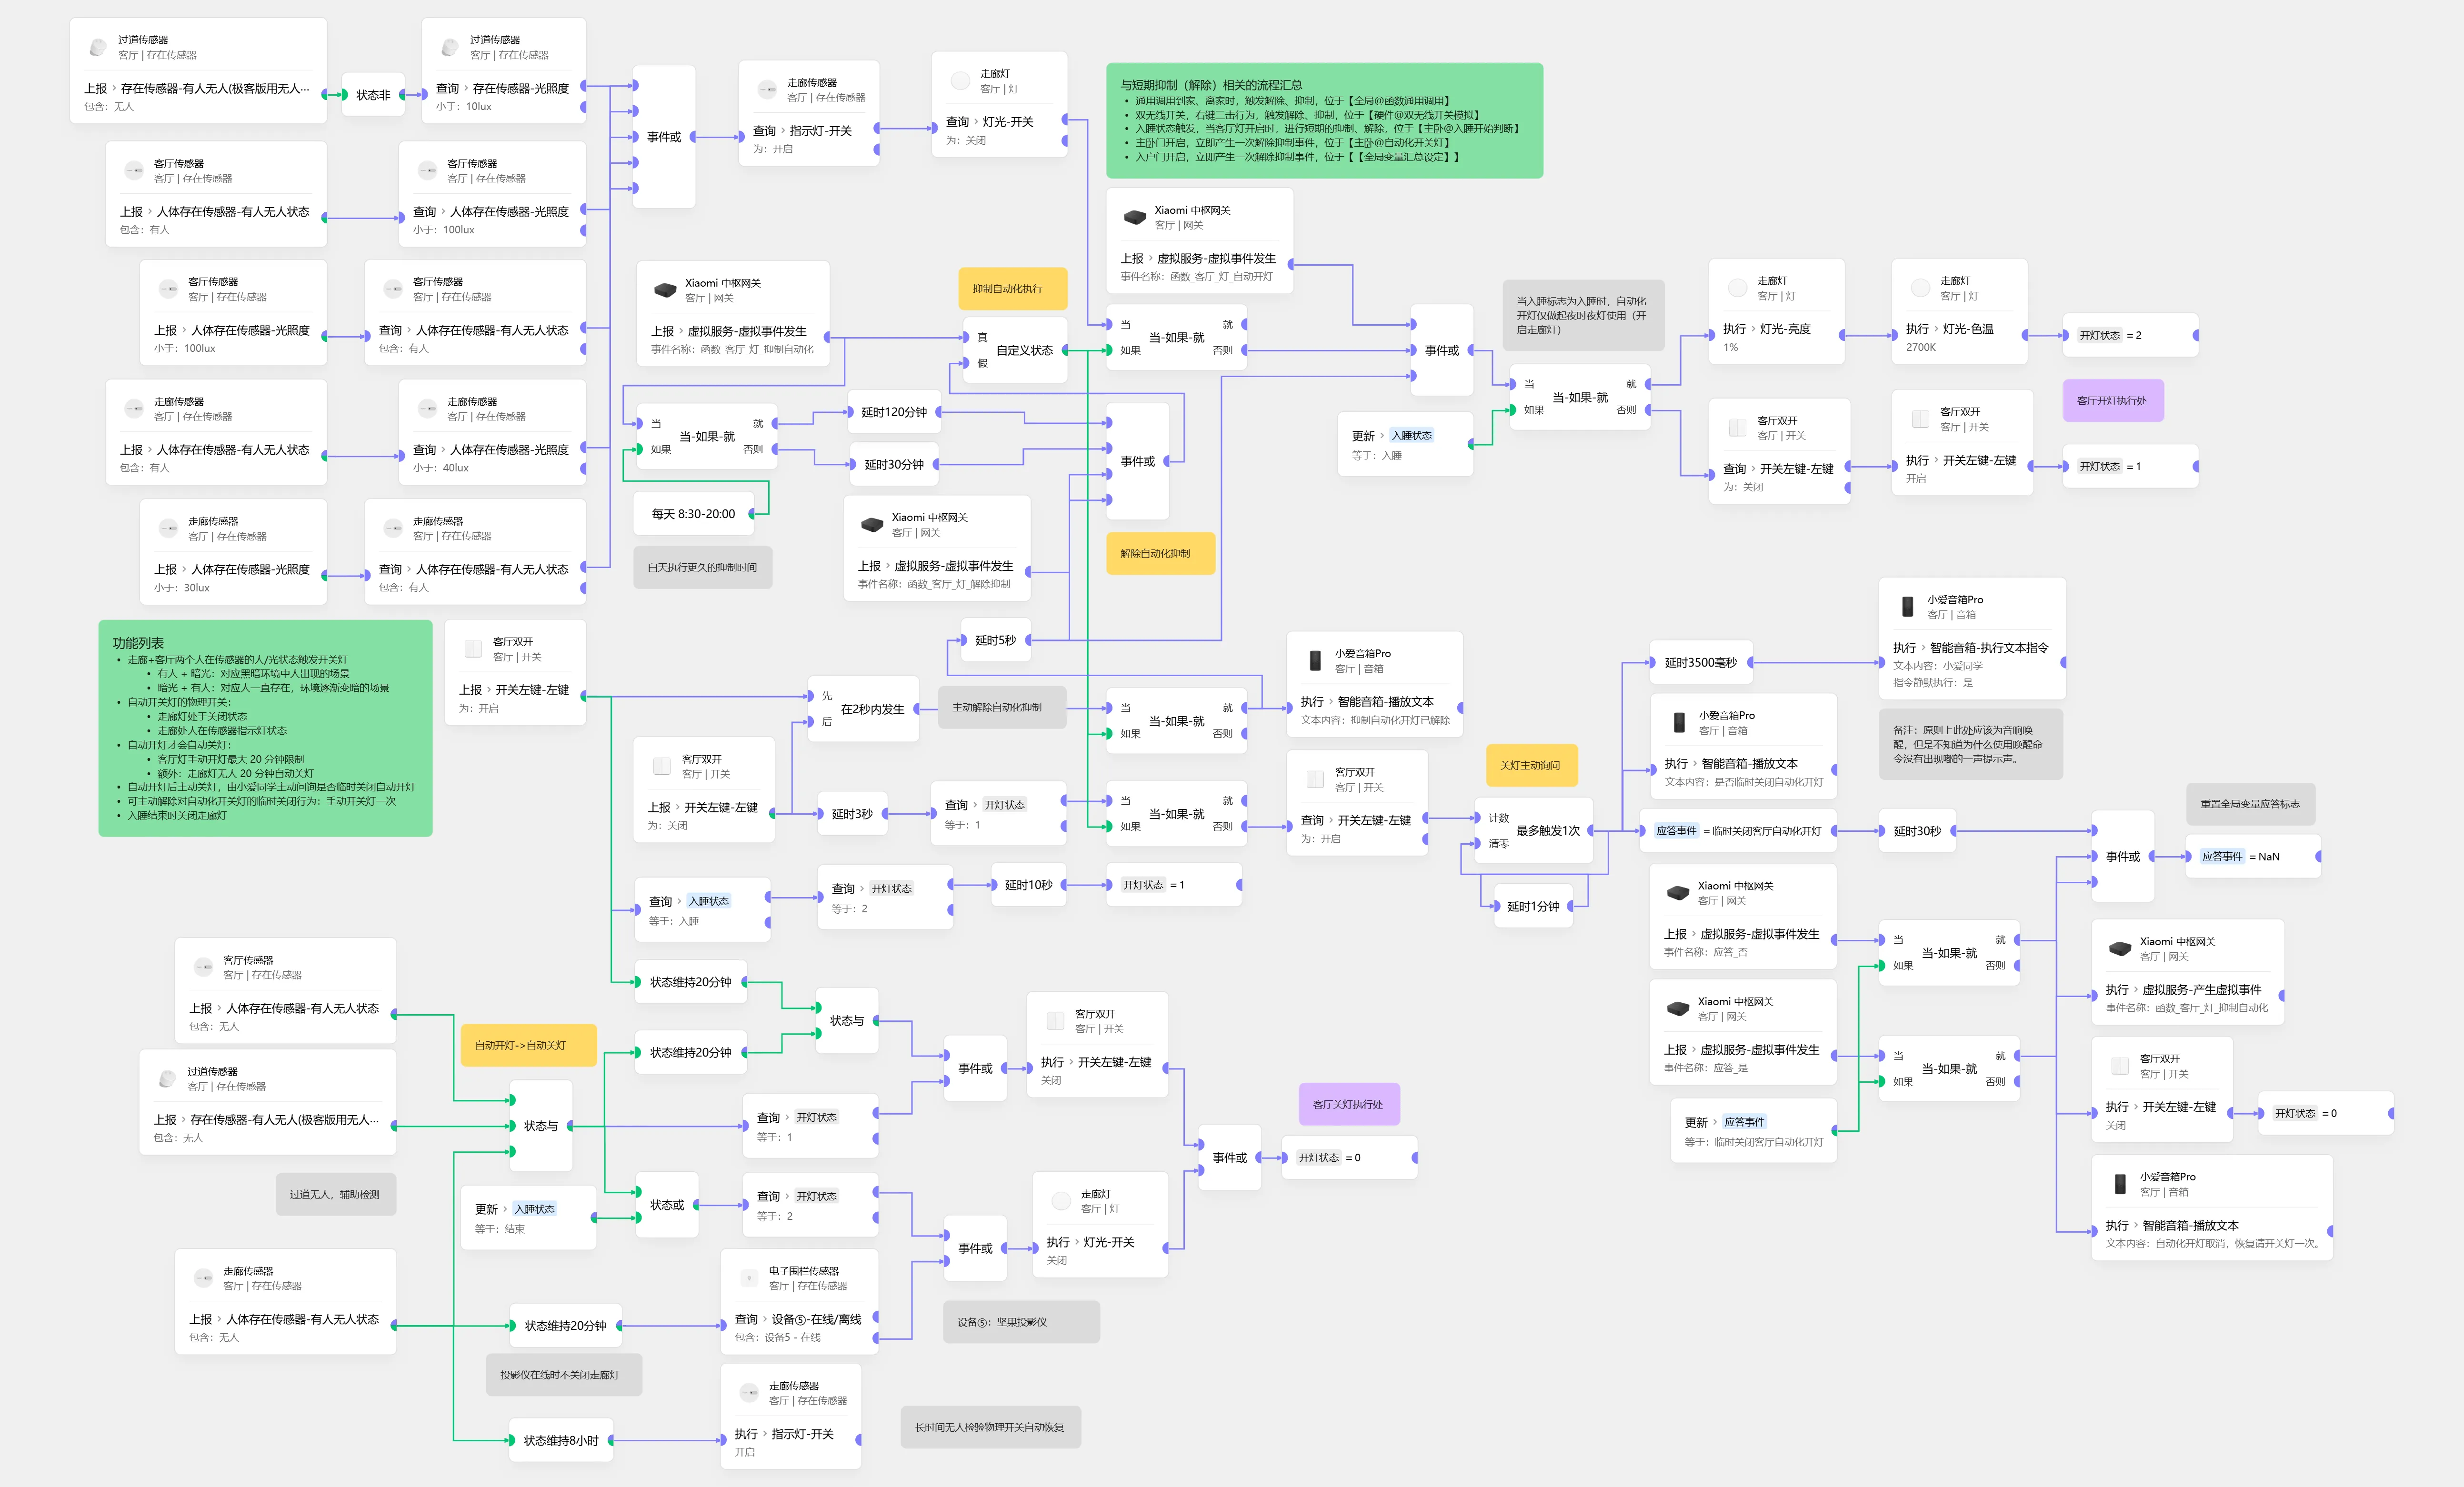 过道传感器
客厅 | 存在传感器
上报 › 存在传感器-有人无人(极客版用无人...
包含：无人
状态非
过道传感器
客厅 | 存在传感器
查询 › 存在传感器-光照度
小于：10lux
客厅传感器
客厅 | 存在传感器
上报 › 人体存在传感器-有人无人状态
包含：有人
客厅传感器
客厅 | 存在传感器
查询 › 人体存在传感器-光照度
小于：100lux
客厅传感器
客厅 | 存在传感器
上报 › 人体存在传感器-光照度
小于：100lux
客厅传感器
客厅 | 存在传感器
查询 › 人体存在传感器-有人无人状态
包含：有人
走廊传感器
客厅 | 存在传感器
上报 › 人体存在传感器-有人无人状态
包含：有人
走廊传感器
客厅 | 存在传感器
查询 › 人体存在传感器-光照度
小于：40lux
走廊传感器
客厅 | 存在传感器
上报 › 人体存在传感器-光照度
小于：30lux
走廊传感器
客厅 | 存在传感器
查询 › 人体存在传感器-有人无人状态
包含：有人
事件或
走廊传感器
客厅 | 存在传感器
查询 › 指示灯-开关
为：开启
走廊灯
客厅 | 灯
查询 › 灯光-开关
为：关闭
与短期抑制（解除）相关的流程汇总
• 通用调用到家、离家时，触发解除、抑制，位于【全局@函数通用调用】
• 双无线开关，右键三击行为，触发解除、抑制，位于【硬件@双无线开关模拟】
• 入睡状态触发，当客厅灯开启时，进行短期的抑制、解除，位于【主卧@入睡开始判断】
• 主卧门开启，立即产生一次解除抑制事件，位于【主卧@自动化开关灯】
• 入户门开启，立即产生一次解除抑制事件，位于【【全局变量汇总设定】】
Xiaomi 中枢网关
客厅 | 网关
上报 › 虚拟服务-虚拟事件发生
事件名称：函数_客厅_灯_自动开灯
Xiaomi 中枢网关
客厅 | 网关
上报 › 虚拟服务-虚拟事件发生
事件名称：函数_客厅_灯_抑制自动化
抑制自动化执行
真
自定义状态
假
当
就
当-如果-就
如果
否则
当
就
当-如果-就
如果
否则
延时120分钟
延时30分钟
每天 8:30-20:00
白天执行更久的抑制时间
事件或
Xiaomi 中枢网关
客厅 | 网关
上报 › 虚拟服务-虚拟事件发生
事件名称：函数_客厅_灯_解除抑制
解除自动化抑制
事件或
更新 › 入睡状态
等于：入睡
当入睡标志为入睡时，自动化
开灯仅做起夜时夜灯使用（开
启走廊灯）
当
就
当-如果-就
如果
否则
走廊灯
客厅 | 灯
执行 › 灯光-亮度
1%
走廊灯
客厅 | 灯
执行 › 灯光-色温
2700K
开灯状态 = 2
客厅开灯执行处
客厅双开
客厅 | 开关
查询 › 开关左键-左键
为：关闭
客厅双开
客厅 | 开关
执行 › 开关左键-左键
开启
开灯状态 = 1
功能列表
• 走廊+客厅两个人在传感器的人/光状态触发开关灯
• 有人 + 暗光：对应黑暗环境中人出现的场景
• 暗光 + 有人：对应人一直存在，环境逐渐变暗的场景
• 自动开关灯的物理开关：
• 走廊灯处于关闭状态
• 走廊处人在传感器指示灯状态
• 自动开灯才会自动关灯：
• 客厅灯手动开灯最大 20 分钟限制
• 额外：走廊灯无人 20 分钟自动关灯
• 自动开灯后主动关灯，由小爱同学主动问询是否临时关闭自动开灯
• 可主动解除对自动化开关灯的临时关闭行为：手动开关灯一次
• 入睡结束时关闭走廊灯
客厅双开
客厅 | 开关
上报 › 开关左键-左键
为：开启
延时5秒
先
在2秒内发生
后
主动解除自动化抑制
当
就
当-如果-就
如果
否则
小爱音箱Pro
客厅 | 音箱
执行 › 智能音箱-播放文本
文本内容：抑制自动化开灯已解除
客厅双开
客厅 | 开关
上报 › 开关左键-左键
为：关闭
延时3秒
查询 › 开灯状态
等于：1
当
就
当-如果-就
如果
否则
客厅双开
客厅 | 开关
查询 › 开关左键-左键
为：开启
关灯主动询问
计数
最多触发1次
清零
延时1分钟
延时3500毫秒
小爱音箱Pro
客厅 | 音箱
执行 › 智能音箱-执行文本指令
文本内容：小爱同学
指令静默执行：是
小爱音箱Pro
客厅 | 音箱
执行 › 智能音箱-播放文本
文本内容：是否临时关闭自动化开灯
备注：原则上此处应该为音响唤
醒，但是不知道为什么使用唤醒命
令没有出现嘟的一声提示声。
应答事件 = 临时关闭客厅自动化开灯
延时30秒
事件或
重置全局变量应答标志
应答事件 = NaN
查询 › 入睡状态
等于：入睡
查询 › 开灯状态
等于：2
延时10秒
开灯状态 = 1
Xiaomi 中枢网关
客厅 | 网关
上报 › 虚拟服务-虚拟事件发生
事件名称：应答_否
当
就
当-如果-就
如果
否则
Xiaomi 中枢网关
客厅 | 网关
上报 › 虚拟服务-虚拟事件发生
事件名称：应答_是
当
就
当-如果-就
如果
否则
更新 › 应答事件
等于：临时关闭客厅自动化开灯
Xiaomi 中枢网关
客厅 | 网关
执行 › 虚拟服务-产生虚拟事件
事件名称：函数_客厅_灯_抑制自动化
客厅双开
客厅 | 开关
执行 › 开关左键-左键
关闭
开灯状态 = 0
小爱音箱Pro
客厅 | 音箱
执行 › 智能音箱-播放文本
文本内容：自动化开灯取消，恢复请开关灯一次。
客厅传感器
客厅 | 存在传感器
上报 › 人体存在传感器-有人无人状态
包含：无人
过道传感器
客厅 | 存在传感器
上报 › 存在传感器-有人无人(极客版用无人...
包含：无人
过道无人，辅助检测
自动开灯->自动关灯
状态与
状态维持20分钟
状态维持20分钟
状态与
查询 › 开灯状态
等于：1
事件或
客厅双开
客厅 | 开关
执行 › 开关左键-左键
关闭
更新 › 入睡状态
等于：结束
状态或
查询 › 开灯状态
等于：2
事件或
走廊灯
客厅 | 灯
执行 › 灯光-开关
关闭
事件或
客厅关灯执行处
开灯状态 = 0
走廊传感器
客厅 | 存在传感器
上报 › 人体存在传感器-有人无人状态
包含：无人
状态维持20分钟
投影仪在线时不关闭走廊灯
电子围栏传感器
客厅 | 存在传感器
查询 › 设备⑤-在线/离线
包含：设备5 - 在线
设备⑤：坚果投影仪
状态维持8小时
走廊传感器
客厅 | 存在传感器
执行 › 指示灯-开关
开启
长时间无人检验物理开关自动恢复